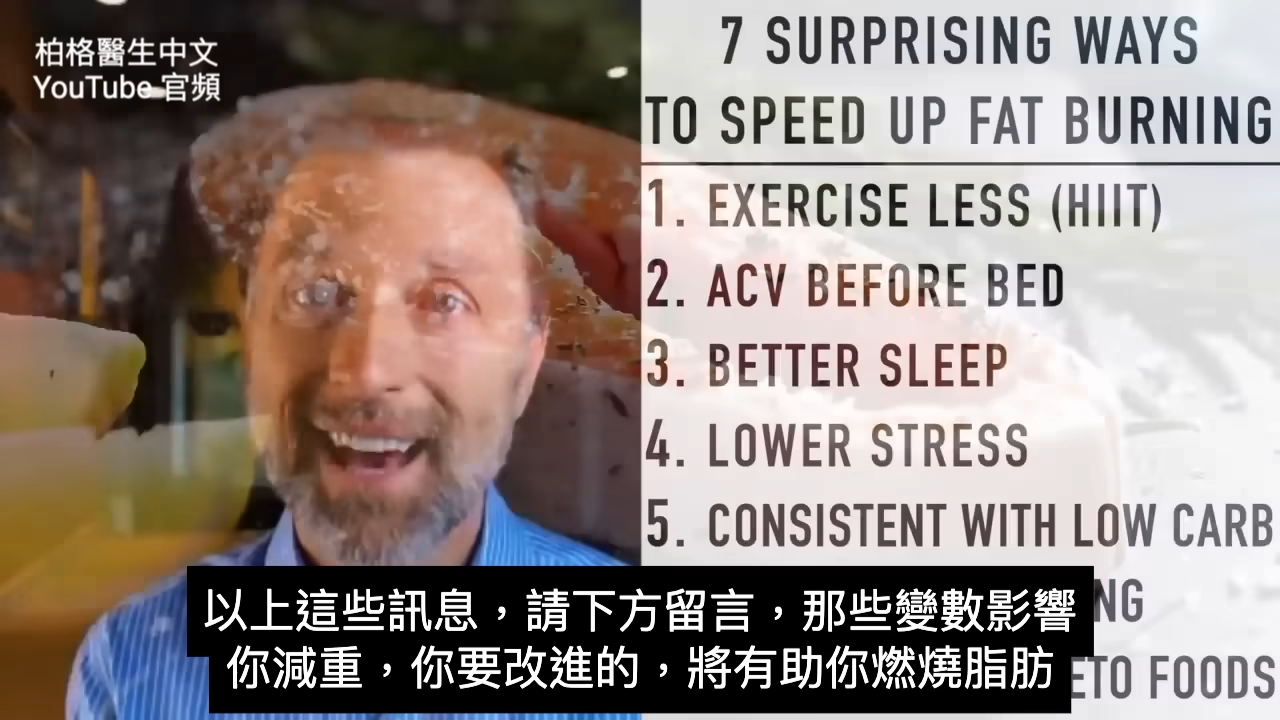 柏格醫生中文
YouTube 官頻
7 SURPRISING WAYS
TO SPEED UP FAT BURNING
1. EXERCISE LESS (HIIT)
2. ACV BEFORE BED
3. BETTER SLEEP
4. LOWER STRESS
5. CONSISTENT WITH LOW CARB
NG
ETO FOODS
以上這些訊息，請下方留言，那些變數影響
你減重，你要改進的，將有助你燃燒脂肪